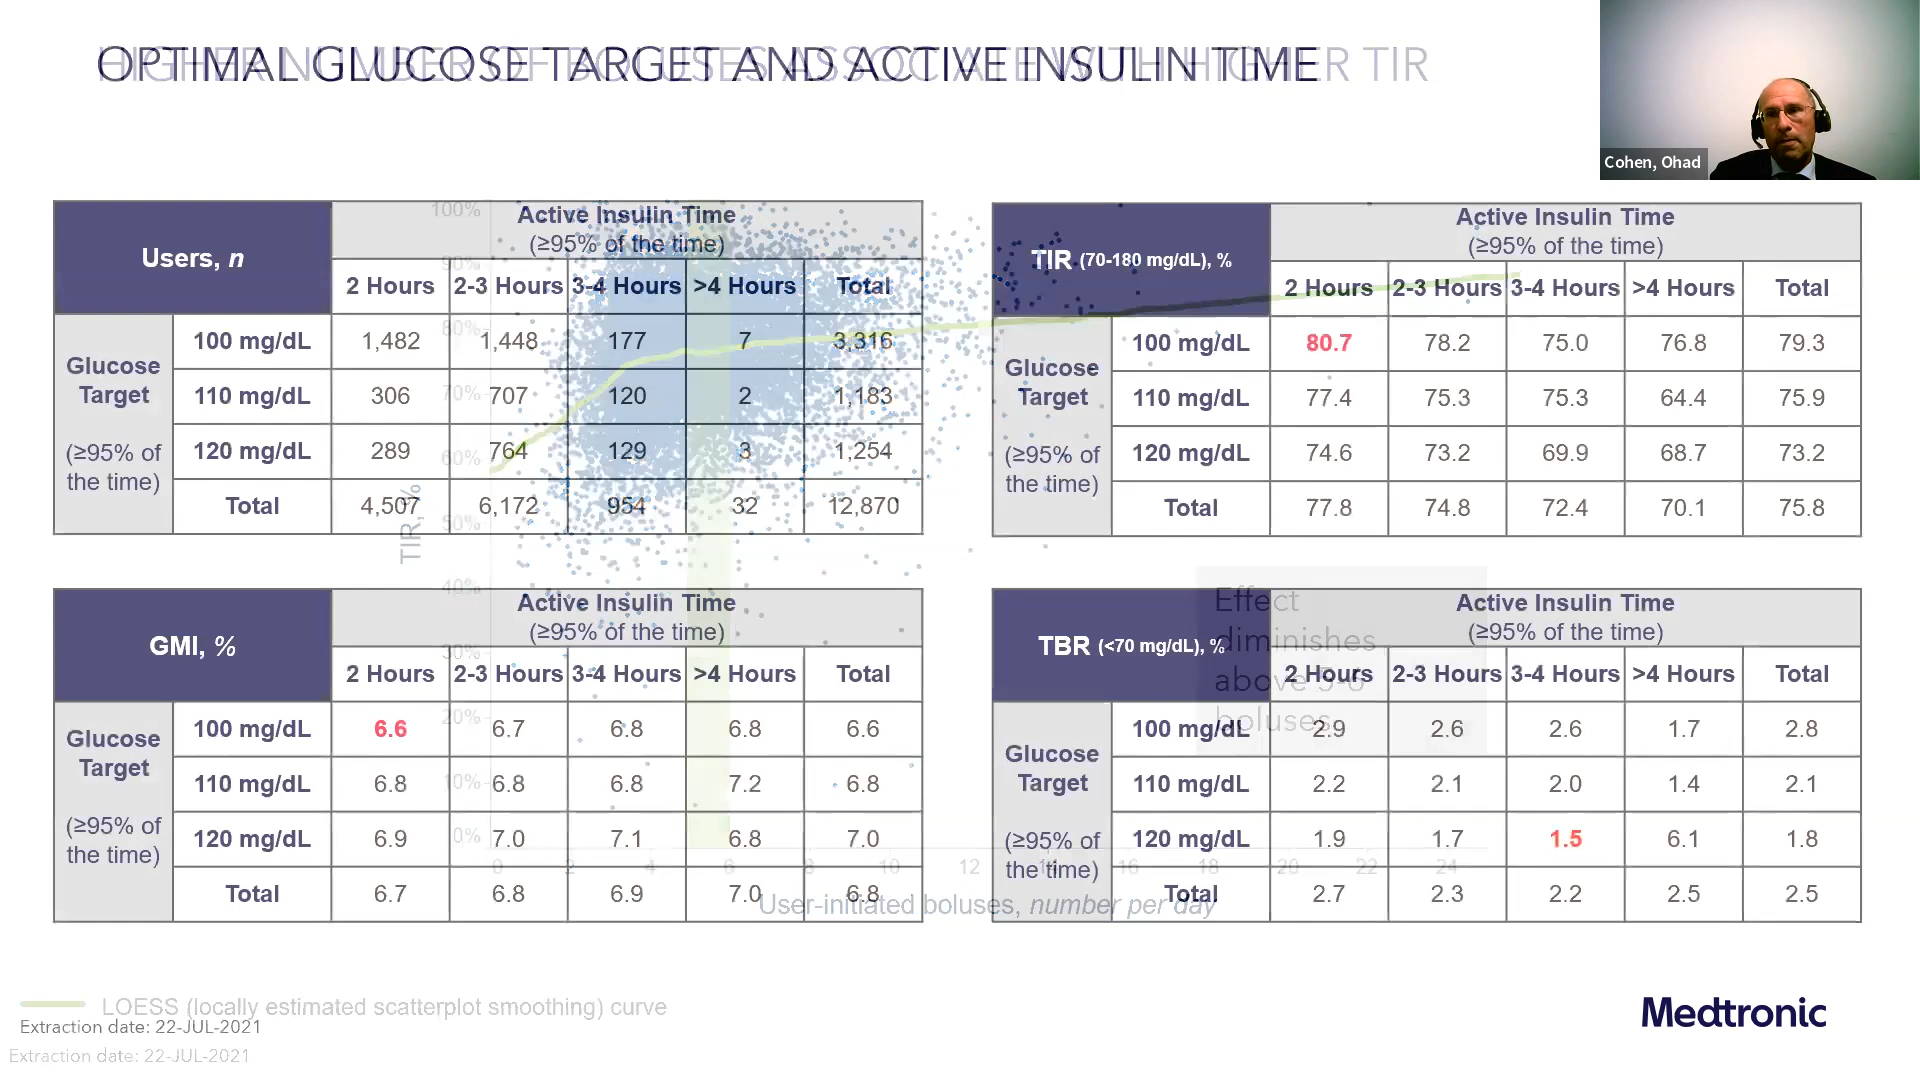 OPTIMAL GLUCOSE TARGET AND ACTIVE INSULIN TIME
HIGHER NUMBER OF BOLUSES ASSOCIATE WITH HIGHER TIR
Cohen, Ohad
Users, n
Active Insulin Time
(≥95% of the time)
2 Hours 2-3 Hours 3-4 Hours >4 Hours Total
Glucose Target (≥95% of the time)
100 mg/dL 1,482 1,448 177 7 3,316
110 mg/dL 306 707 120 2 1,183
120 mg/dL 289 764 129 3 1,254
Total 4,507 6,172 954 32 12,870
TIR (70-180 mg/dL), %
Active Insulin Time
(≥95% of the time)
2 Hours 2-3 Hours 3-4 Hours >4 Hours Total
Glucose Target (≥95% of the time)
100 mg/dL 80.7 78.2 75.0 76.8 79.3
110 mg/dL 77.4 75.3 75.3 64.4 75.9
120 mg/dL 74.6 73.2 69.9 68.7 73.2
Total 77.8 74.8 72.4 70.1 75.8
GMI, %
Active Insulin Time
(≥95% of the time)
2 Hours 2-3 Hours 3-4 Hours >4 Hours Total
Glucose Target (≥95% of the time)
100 mg/dL 6.6 6.7 6.8 6.8 6.6
110 mg/dL 6.8 6.8 6.8 7.2 6.8
120 mg/dL 6.9 7.0 7.1 6.8 7.0
Total 6.7 6.8 6.9 7.0 6.8
TBR (<70 mg/dL), %
Active Insulin Time
(≥95% of the time)
2 Hours 2-3 Hours 3-4 Hours >4 Hours Total
Glucose Target (≥95% of the time)
100 mg/dL 2.9 2.6 2.6 1.7 2.8
110 mg/dL 2.2 2.1 2.0 1.4 2.1
120 mg/dL 1.9 1.7 1.5 6.1 1.8
Total 2.7 2.3 2.2 2.5 2.5
TIR, %
100%
90%
80%
70%
60%
50%
40%
30%
20%
10%
0%
0 2 4 6 8 10 12 14 16 18 20 22 24
User-initiated boluses, number per day
Effect
diminishes
above 5-6
boluses
LOESS (locally estimated scatterplot smoothing) curve
Extraction date: 22-JUL-2021
Extraction date: 22-JUL-2021
Medtronic